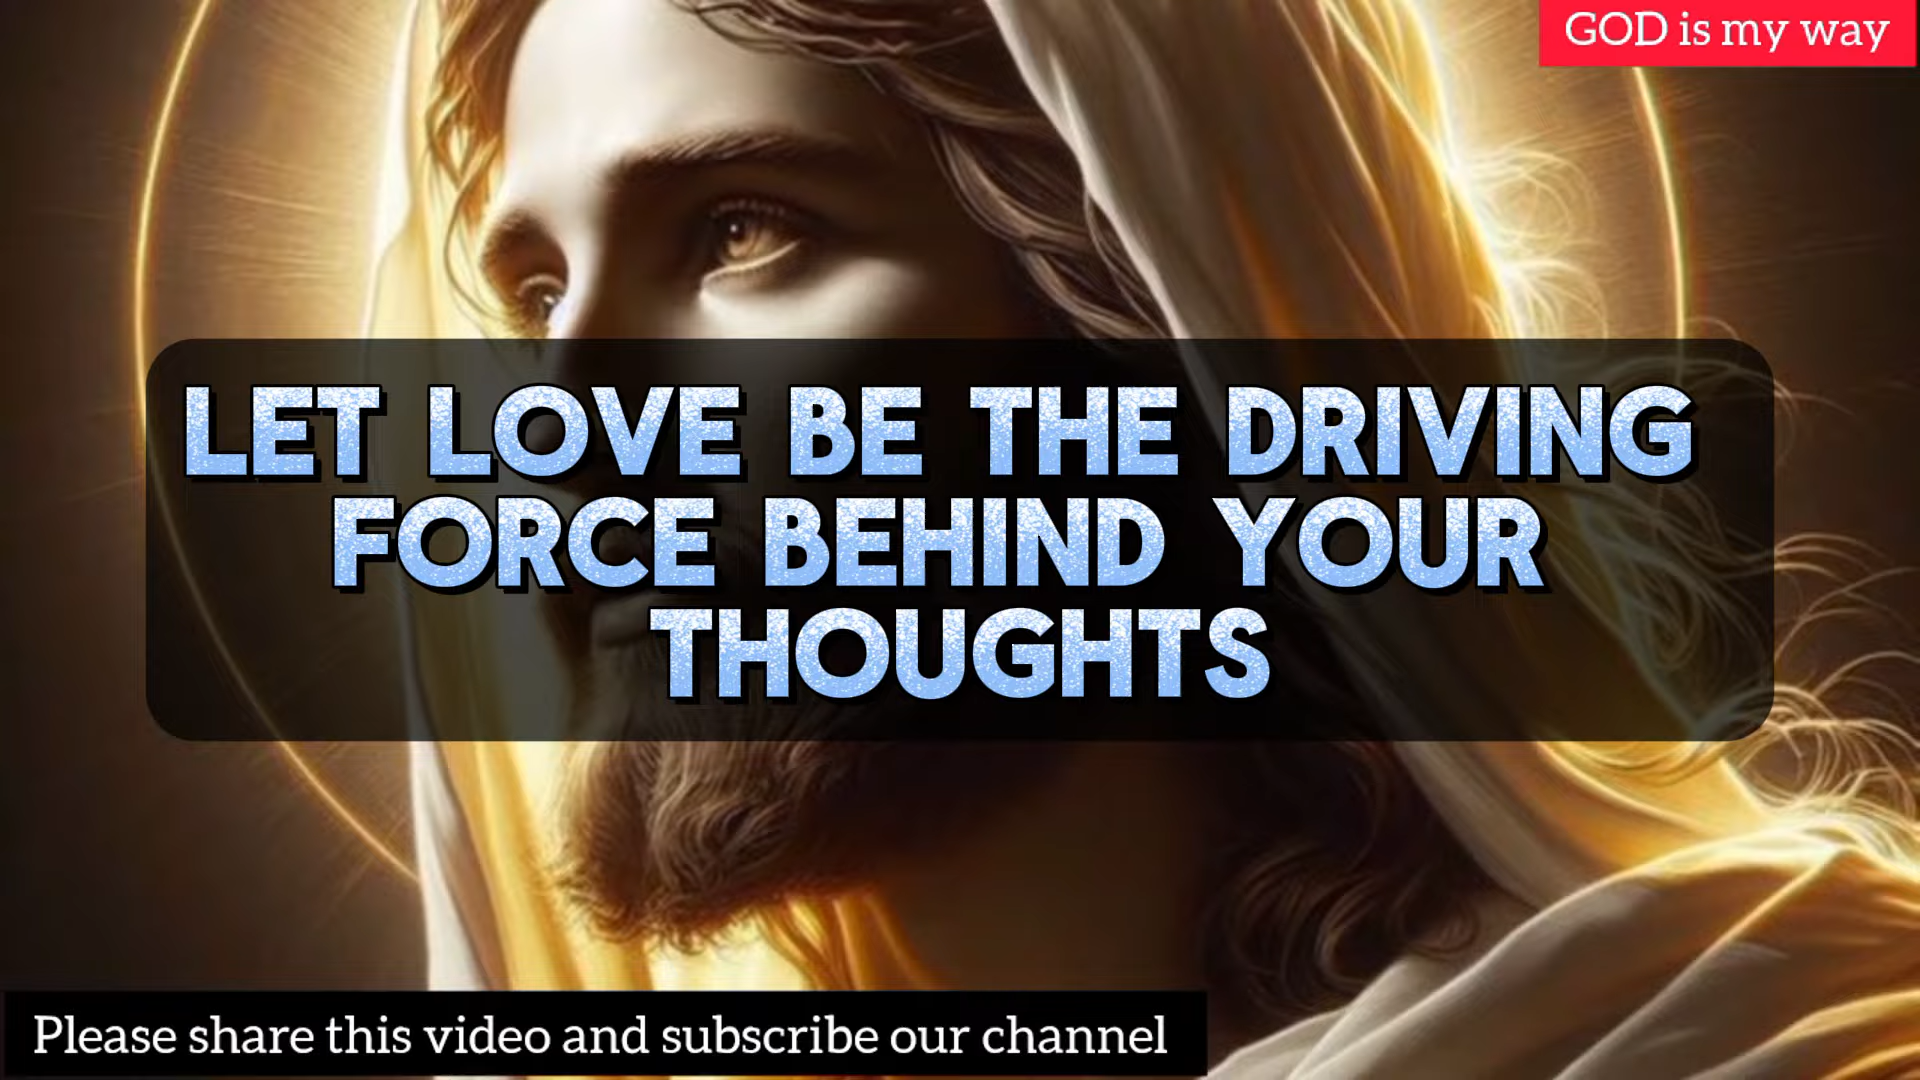 GOD is my way
LET LOVE BE THE DRIVING
FORCE BEHIND YOUR
THOUGHTS
Please share this video and subscribe our channel